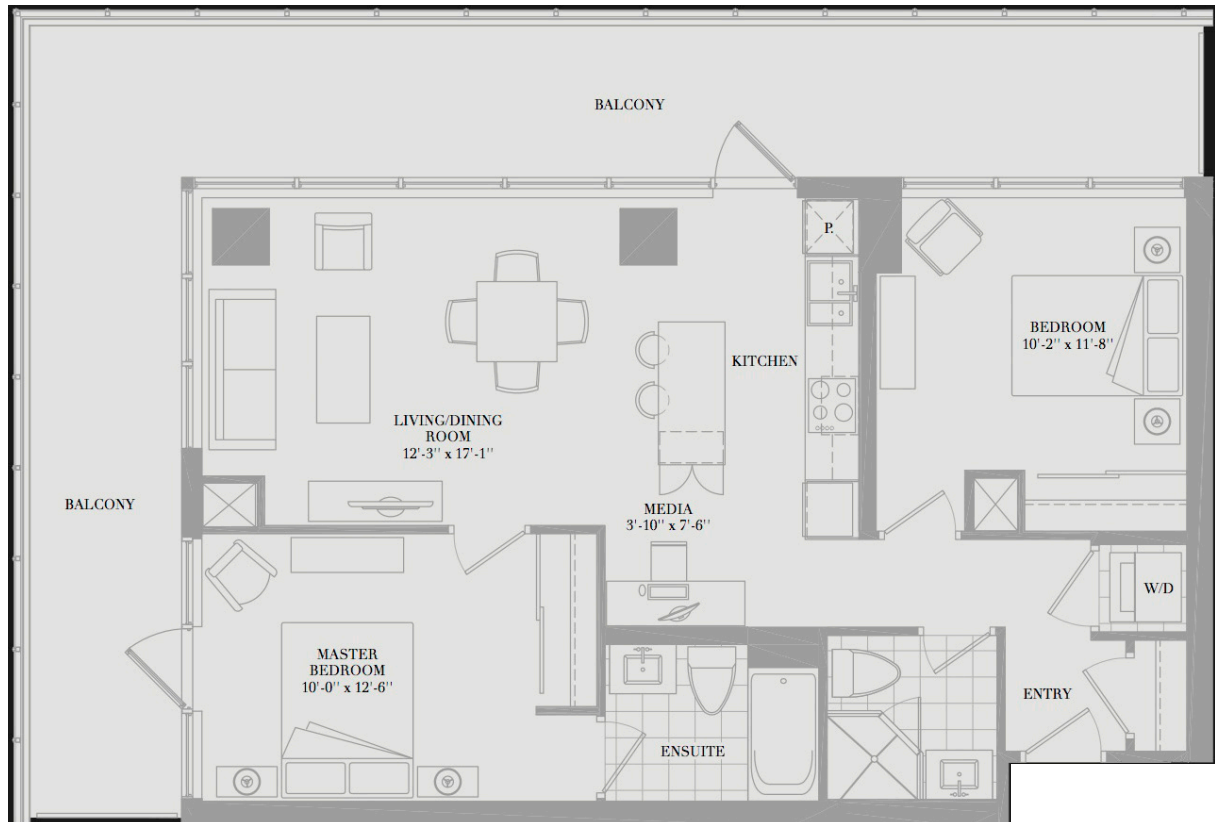 BALCONY
P.
BEDROOM
10'-2'' x 11'-8''
KITCHEN
LIVING/DINING
ROOM
12'-3'' x 17'-1''
BALCONY
MEDIA
3'-10'' x 7'-6''
W/D
MASTER
BEDROOM
10'-0'' x 12'-6''
ENTRY
ENSUITE